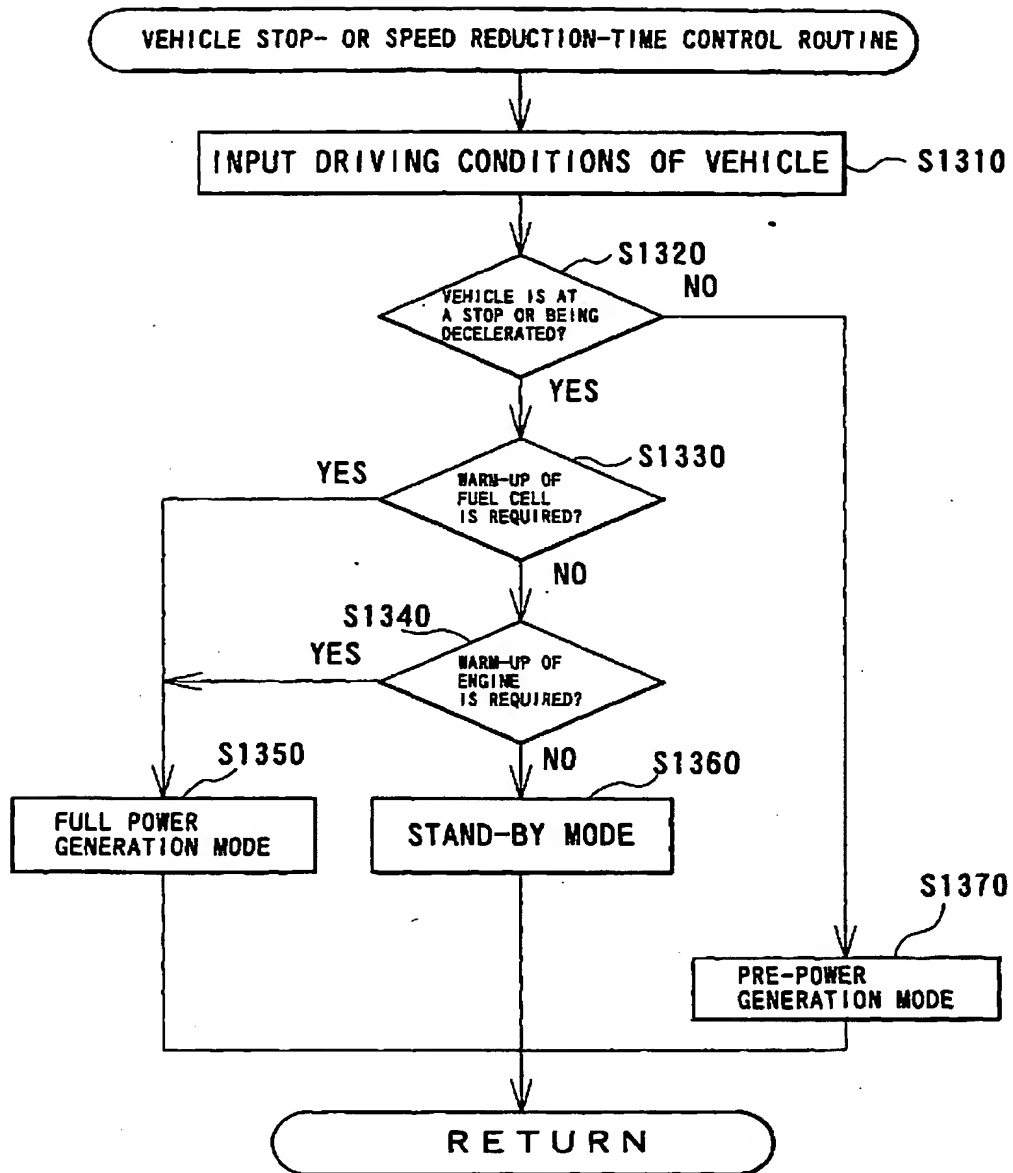 VEHICLE STOP- OR SPEED REDUCTION-TIME CONTROL ROUTINE
INPUT DRIVING CONDITIONS OF VEHICLE
S1310
S1320
VEHICLE IS AT
A STOP OR BEING
DECELERATED?
NO
YES
S1330
YES
WARM-UP OF
FUEL CELL
IS REQUIRED?
NO
S1340
YES
WARM-UP OF
ENGINE
IS REQUIRED?
NO
S1350
FULL POWER
GENERATION MODE
S1360
STAND-BY MODE
S1370
PRE-POWER
GENERATION MODE
RETURN